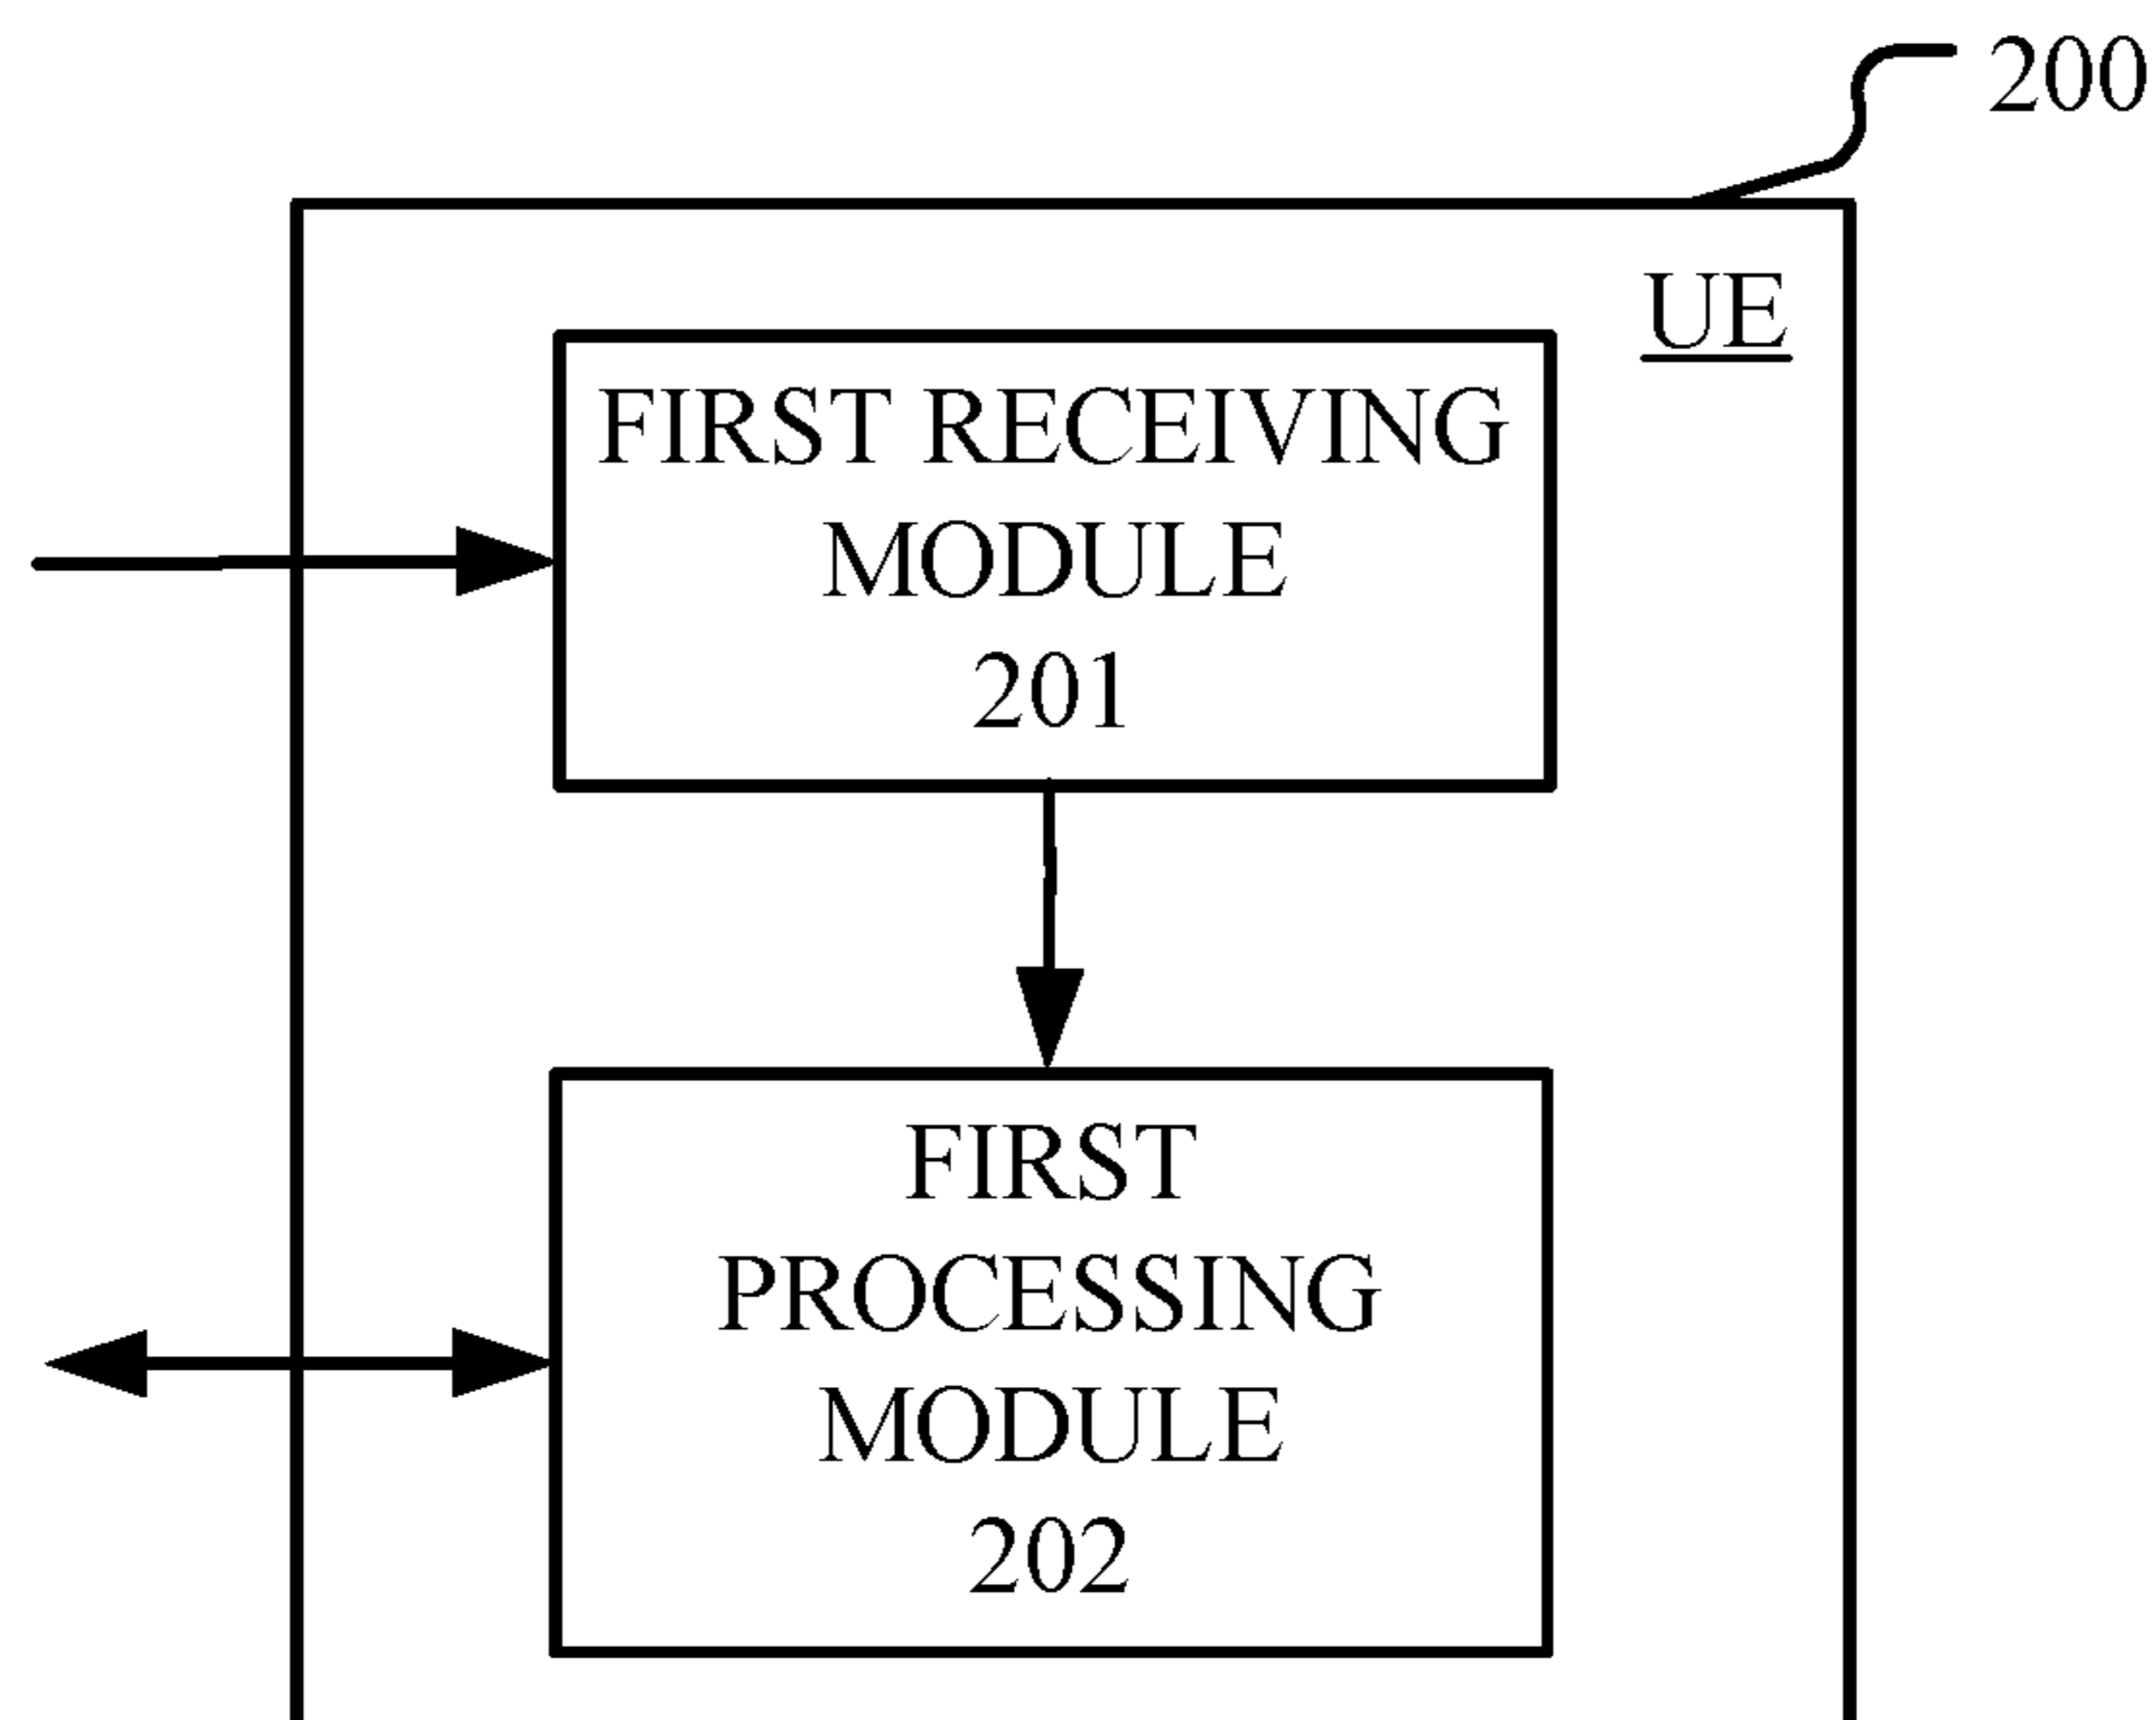 200
UE
FIRST RECEIVING
MODULE
201
FIRST
PROCESSING
MODULE
202